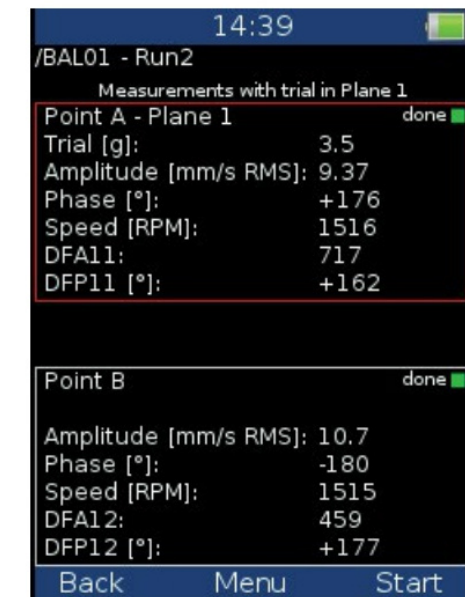 14:39
/BAL01 - Run2
Measurements with trial in Plane 1
Point A - Plane 1 done
Trial [g]: 3.5
Amplitude [mm/s RMS]: 9.37
Phase [°]: +176
Speed [RPM]: 1516
DFA11: 717
DFP11 [°]: +162
Point B done
Amplitude [mm/s RMS]: 10.7
Phase [°]: -180
Speed [RPM]: 1515
DFA12: 459
DFP12 [°]: +177
Back Menu Start